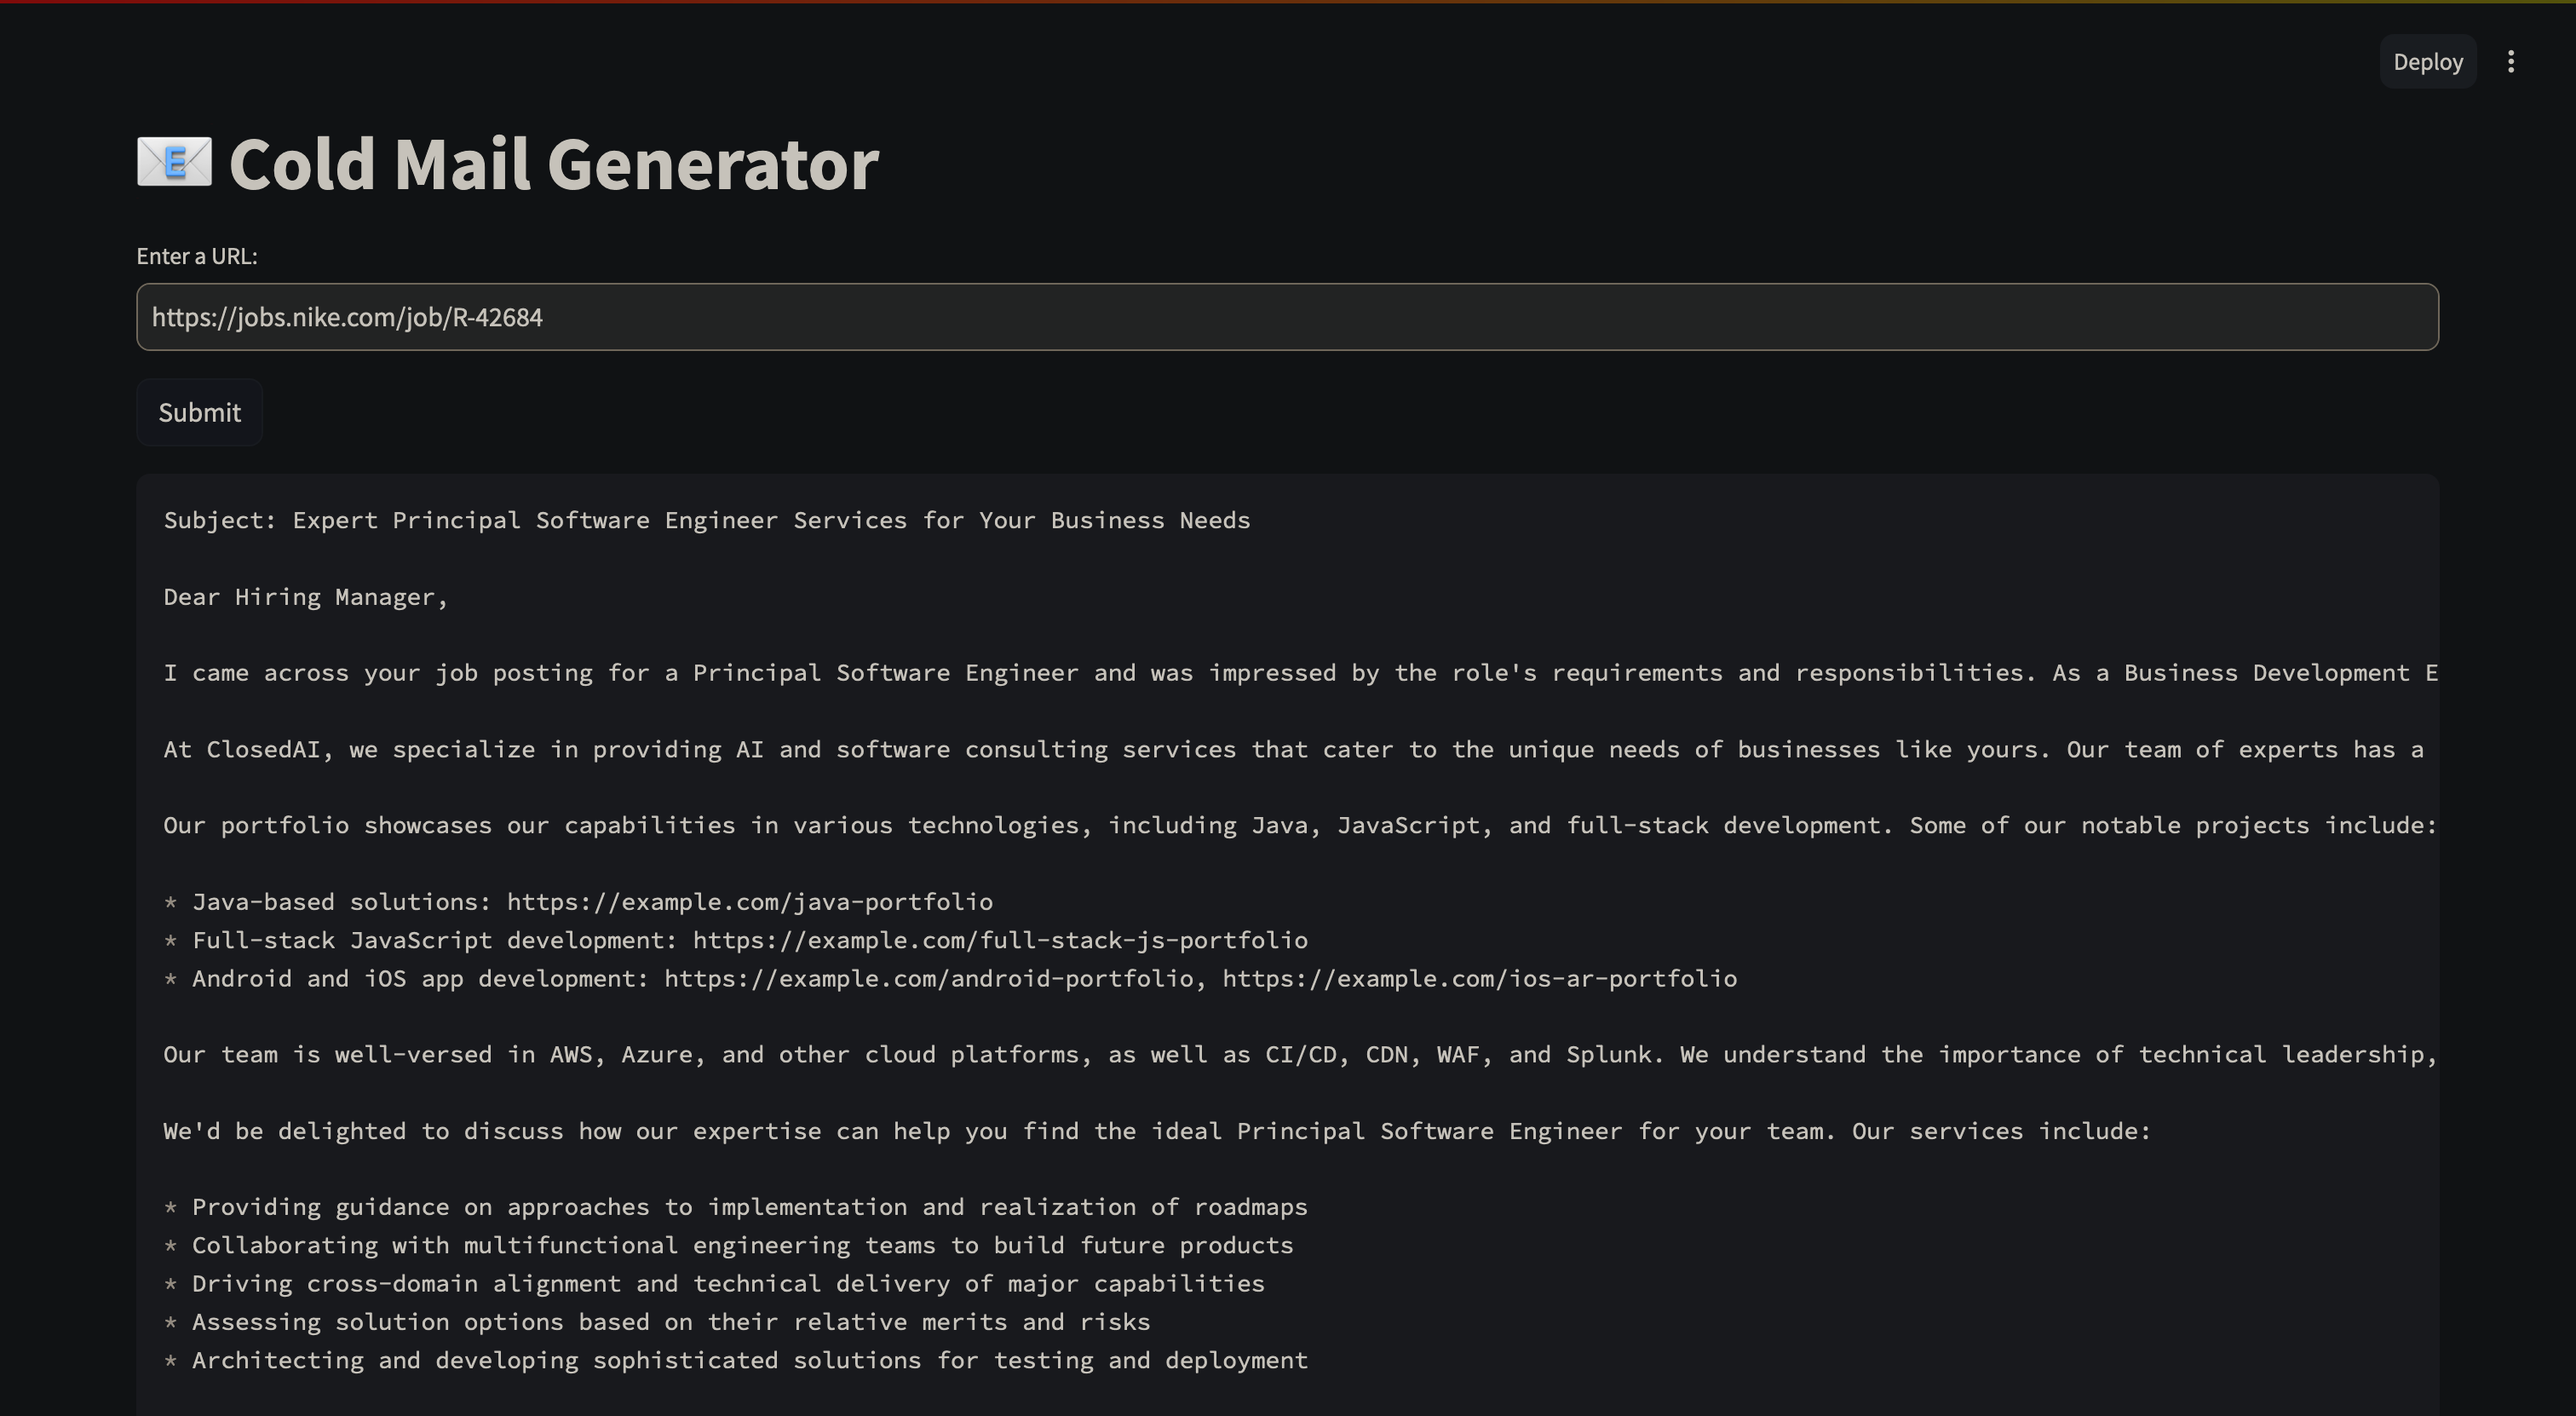 Deploy
Cold Mail Generator
Enter a URL:
https://jobs.nike.com/job/R-42684
Submit
Subject: Expert Principal Software Engineer Services for Your Business Needs
Dear Hiring Manager,
I came across your job posting for a Principal Software Engineer and was impressed by the role's requirements and responsibilities. As a Business Development E
At ClosedAI, we specialize in providing AI and software consulting services that cater to the unique needs of businesses like yours. Our team of experts has a
Our portfolio showcases our capabilities in various technologies, including Java, JavaScript, and full-stack development. Some of our notable projects include:
* Java-based solutions: https://example.com/java-portfolio
* Full-stack JavaScript development: https://example.com/full-stack-js-portfolio
* Android and iOS app development: https://example.com/android-portfolio, https://example.com/ios-ar-portfolio
Our team is well-versed in AWS, Azure, and other cloud platforms, as well as CI/CD, CDN, WAF, and Splunk. We understand the importance of technical leadership,
We'd be delighted to discuss how our expertise can help you find the ideal Principal Software Engineer for your team. Our services include:
* Providing guidance on approaches to implementation and realization of roadmaps
* Collaborating with multifunctional engineering teams to build future products
* Driving cross-domain alignment and technical delivery of major capabilities
* Assessing solution options based on their relative merits and risks
* Architecting and developing sophisticated solutions for testing and deployment